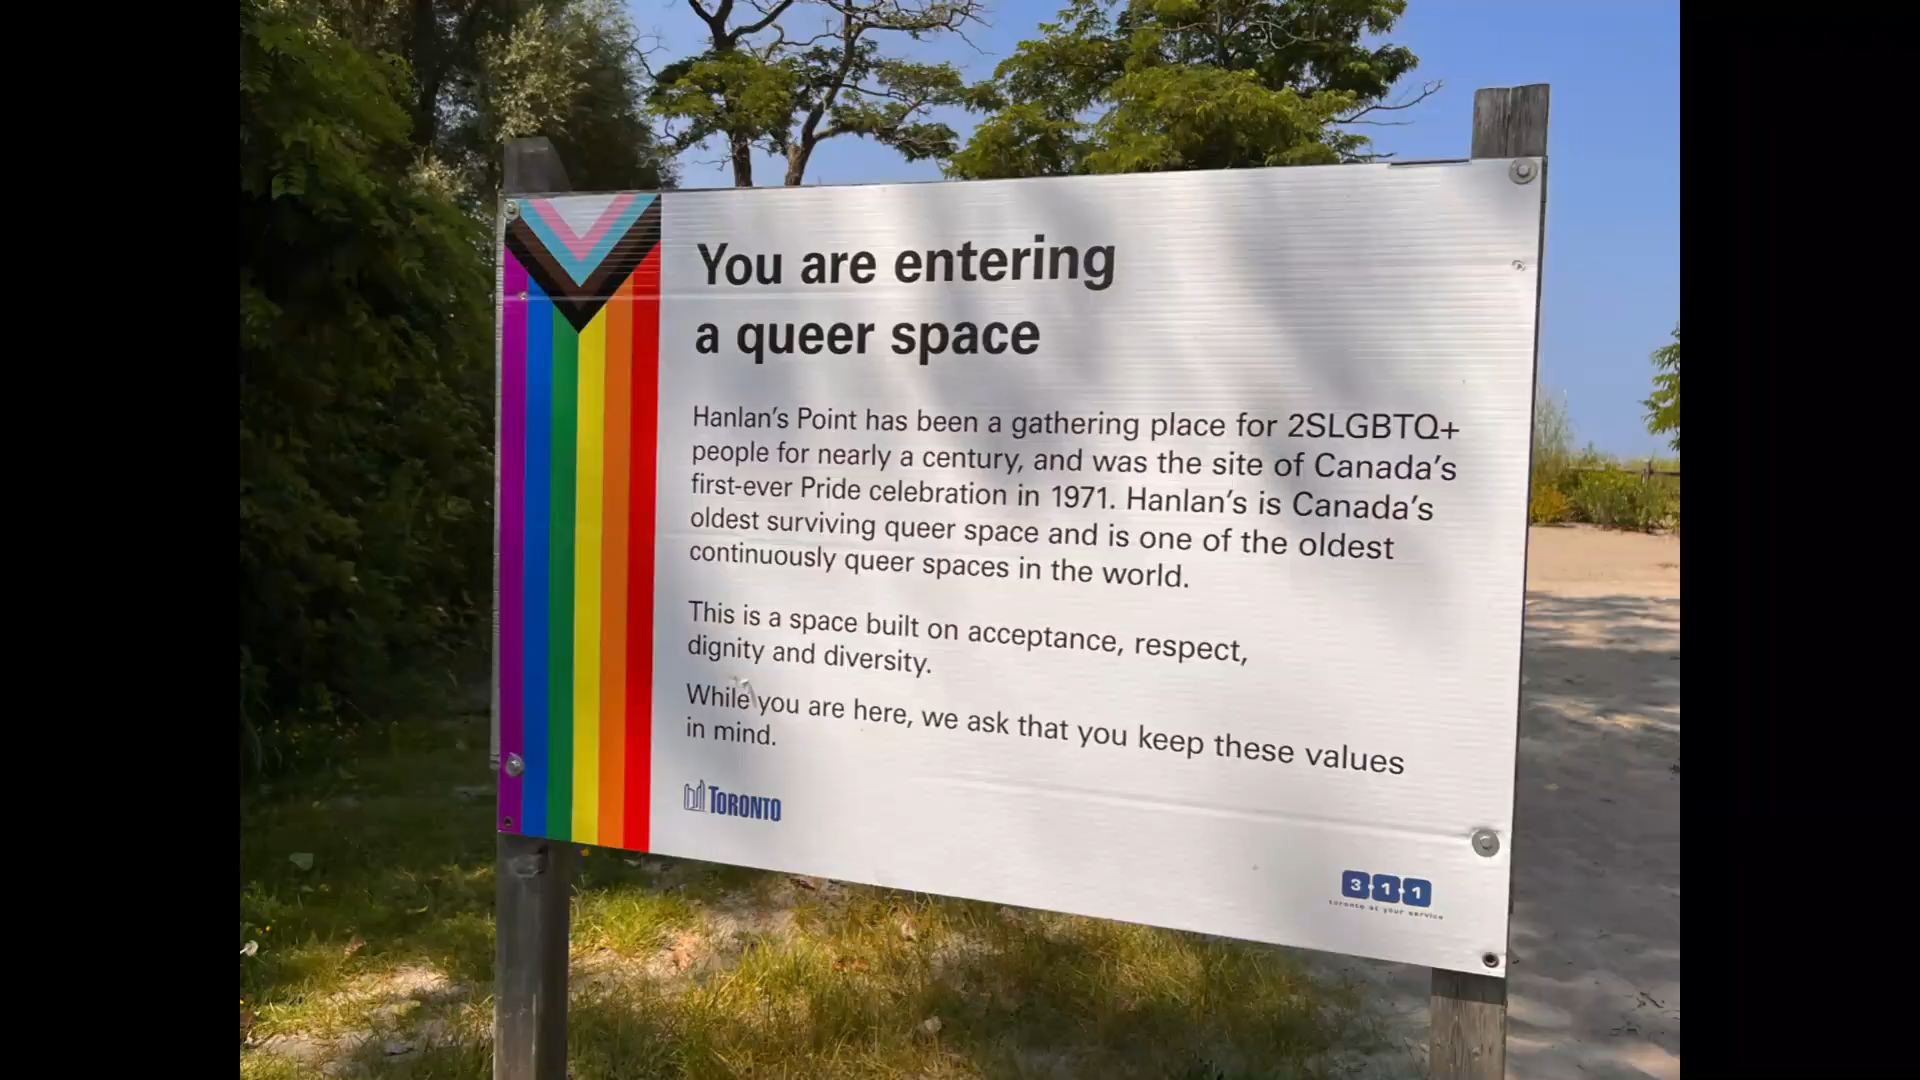 You are entering
a queer space
Hanlan's Point has been a gathering place for 2SLGBTQ+
people for nearly a century, and was the site of Canada's
first-ever Pride celebration in 1971. Hanlan's is Canada's
oldest surviving queer space and is one of the oldest
continuously queer spaces in the world.
This is a space built on acceptance, respect,
dignity and diversity.
While you are here, we ask that you keep these values
in mind.
TORONTO
3·1·1
toronto at your service